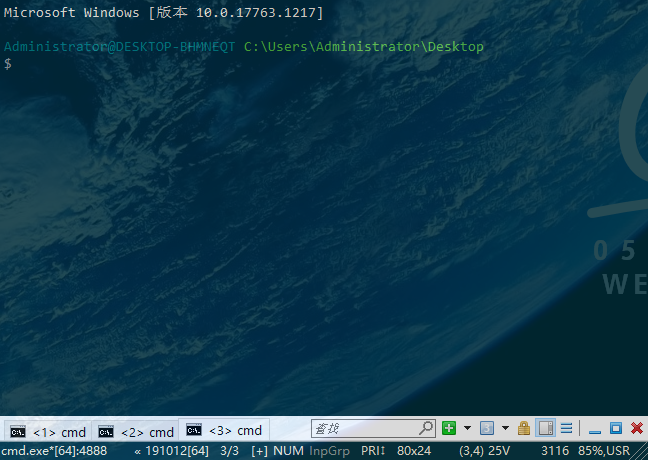 Microsoft Windows [版本 10.0.17763.1217]
Administrator@DESKTOP-BHMNEQT C:\Users\Administrator\Desktop
$
0 5
WE
<1> cmd
<2> cmd
<3> cmd
查找
cmd.exe*[64]:4888
« 191012[64]
3/3
[+] NUM
InpGrp
PRI↕
80x24
(3,4) 25V
3116
85%,USR